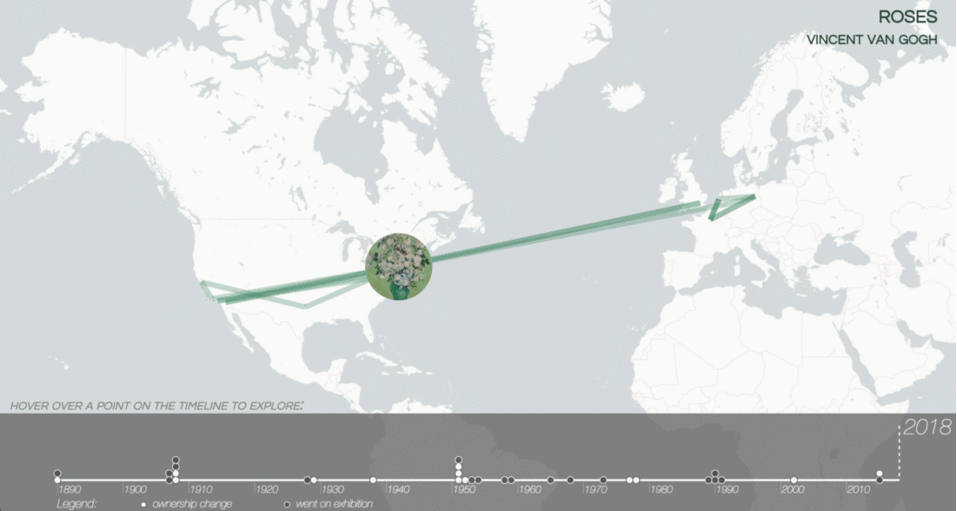 ROSES
VINCENT VAN GOGH
HOVER OVER A POINT ON THE TIMELINE TO EXPLORE:
2018
1890 1900 1910 1920 1930 1940 1950 1960 1970 1980 1990 2000 2010
Legend: ownership change went on exhibition